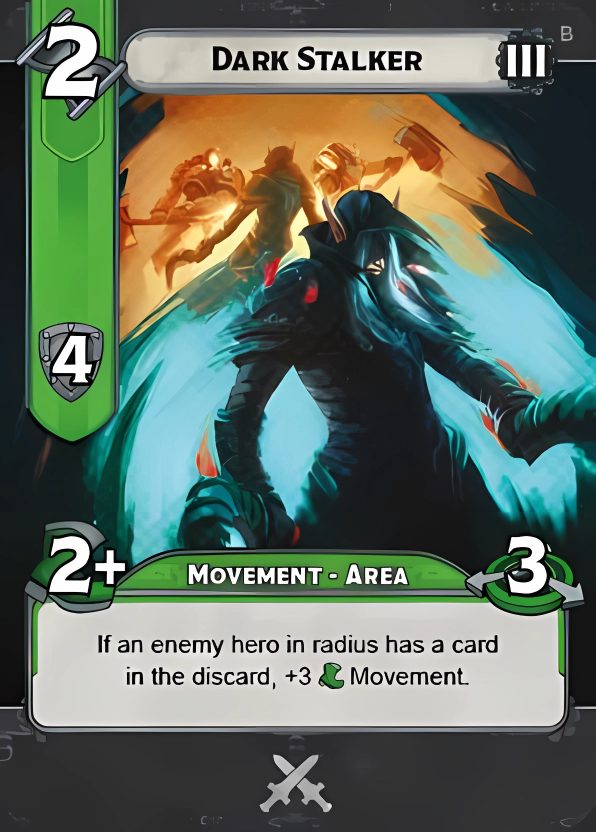 2
DARK STALKER
III
B
4
2+
MOVEMENT - AREA
3
If an enemy hero in radius has a card
in the discard, +3 Movement.